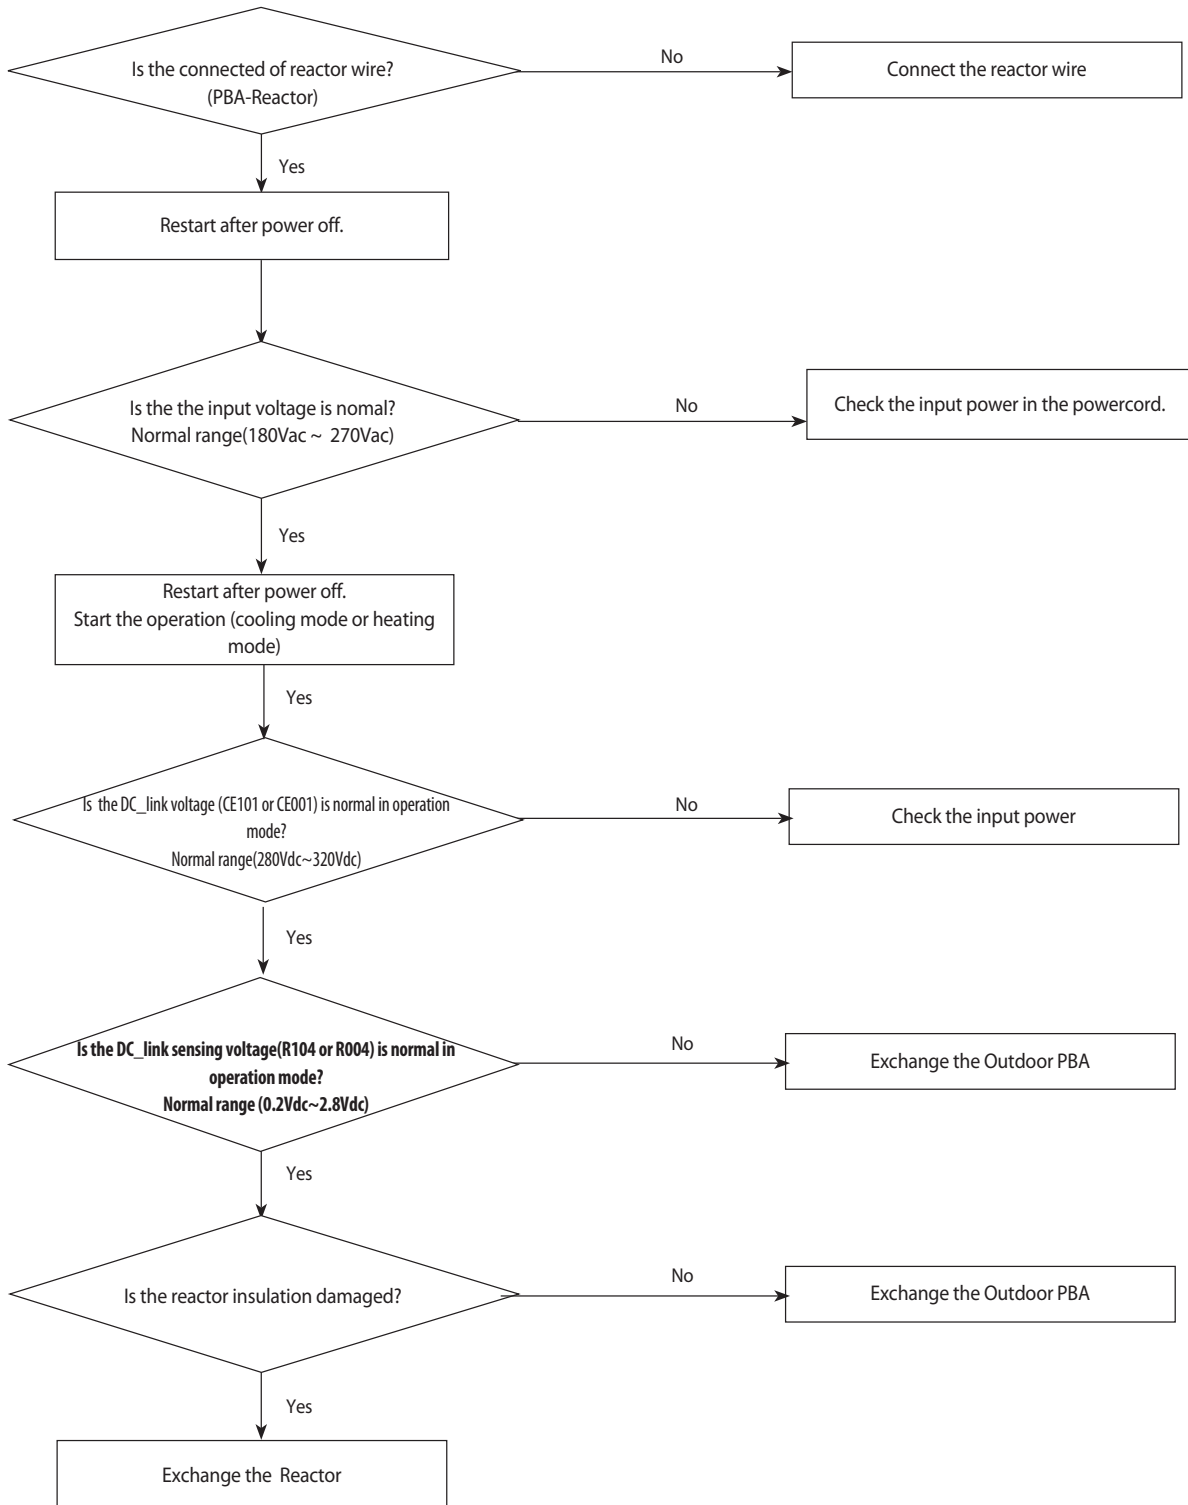 Is the connected of reactor wire?
(PBA-Reactor)
No
Connect the reactor wire
Yes
Restart after power off.
Is the the input voltage is nomal?
Normal range(180Vac ~ 270Vac)
No
Check the input power in the powercord.
Yes
Restart after power off.
Start the operation (cooling mode or heating
mode)
Yes
Is the DC_link voltage (CE101 or CE001) is normal in operation
mode?
Normal range(280Vdc~320Vdc)
No
Check the input power
Yes
Is the DC_link sensing voltage(R104 or R004) is normal in
operation mode?
Normal range (0.2Vdc~2.8Vdc)
No
Exchange the Outdoor PBA
Yes
Is the reactor insulation damaged?
No
Exchange the Outdoor PBA
Yes
Exchange the Reactor